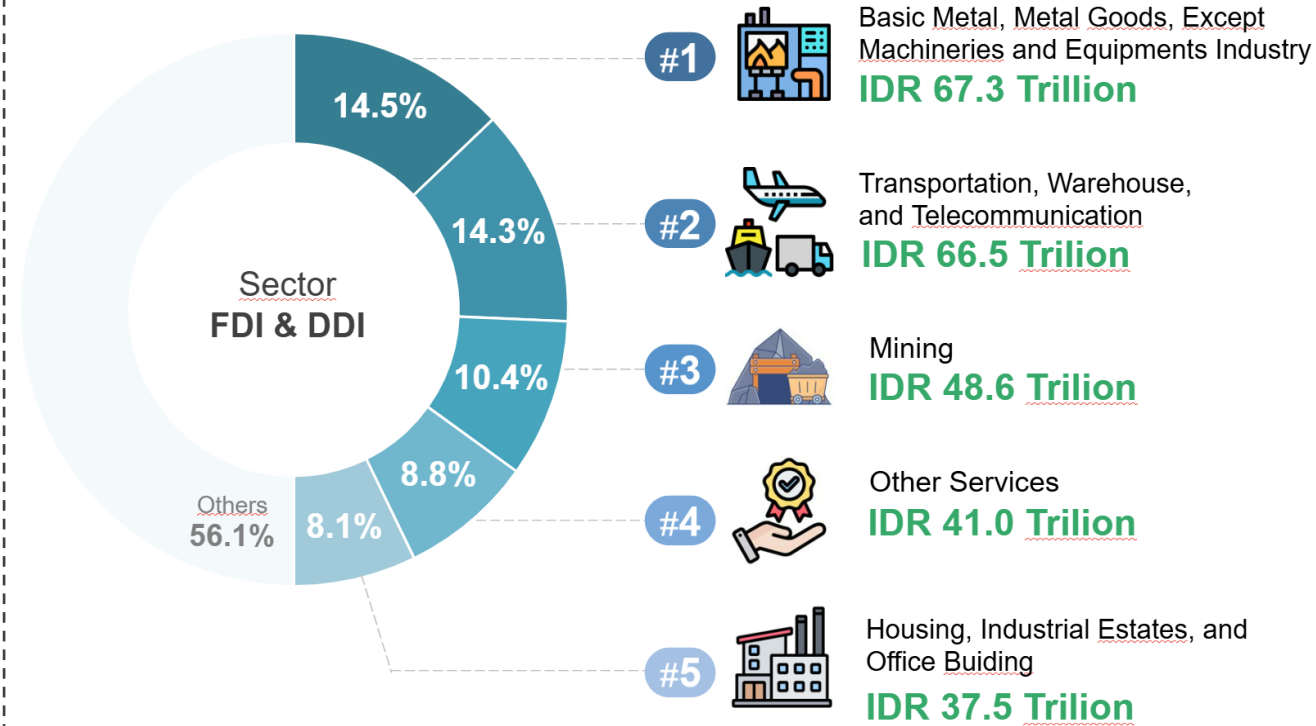 14.5%
14.3%
10.4%
8.8%
8.1%
Others
56.1%
Sector
FDI & DDI
#1
Basic Metal, Metal Goods, Except
Machineries and Equipments Industry
IDR 67.3 Trillion
#2
Transportation, Warehouse,
and Telecommunication
IDR 66.5 Trilion
#3
Mining
IDR 48.6 Trilion
#4
Other Services
IDR 41.0 Trilion
#5
Housing, Industrial Estates, and
Office Buiding
IDR 37.5 Trilion